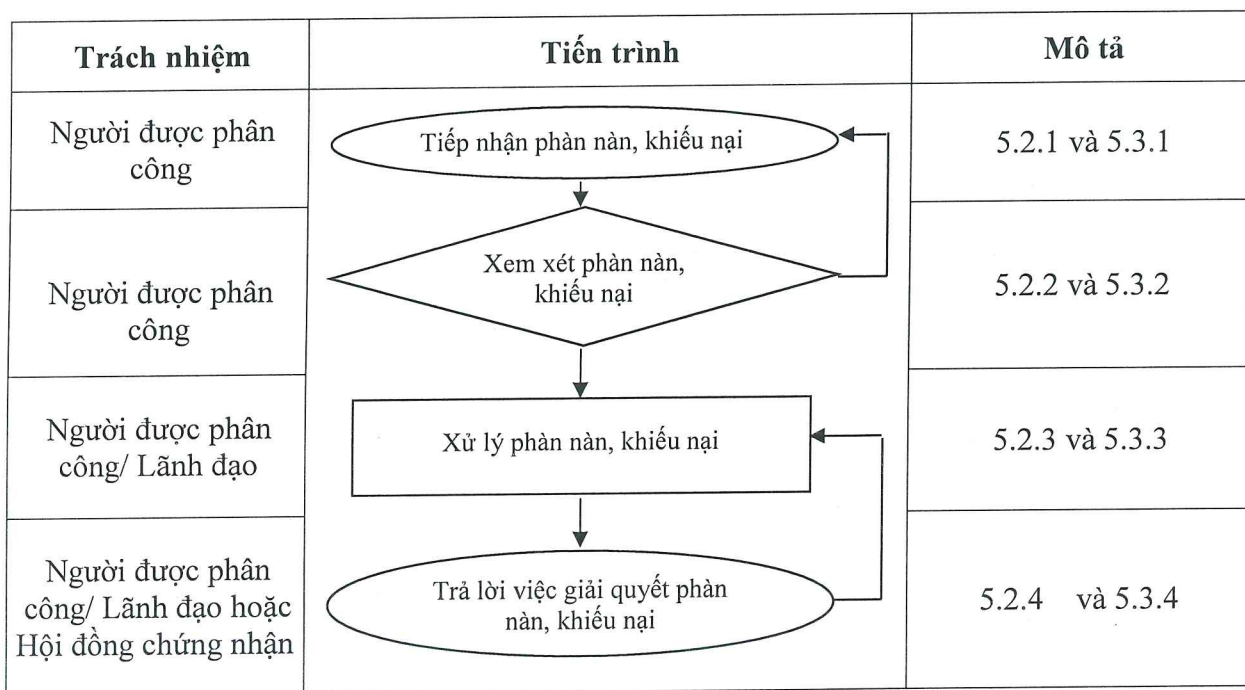 Trách nhiệm
Tiến trình
Mô tả
Người được phân
công
Tiếp nhận phàn nàn, khiếu nại
5.2.1 và 5.3.1
Người được phân
công
Xem xét phàn nàn,
khiếu nại
5.2.2 và 5.3.2
Người được phân
công/ Lãnh đạo
Xử lý phàn nàn, khiếu nại
5.2.3 và 5.3.3
Người được phân
công/ Lãnh đạo hoặc
Hội đồng chứng nhận
Trả lời việc giải quyết phàn
nàn, khiếu nại
5.2.4 và 5.3.4